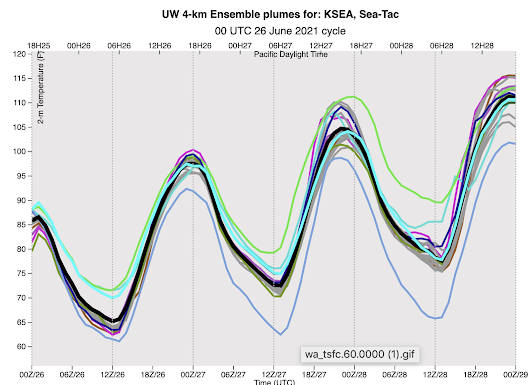 UW 4-km Ensemble plumes for: KSEA, Sea-Tac
00 UTC 26 June 2021 cycle
18H25 00H26 06H26 12H26 18H26 00H27 06H27 12H27 18H27 00H28 06H28 12H28
Pacific Daylight Time
2-m Temperature (F)
120
115
110
105
100
95
90
85
80
75
70
65
60
wa_tsfc.60.0000 (1).gif
00Z/26 06Z/26 12Z/26 18Z/26 00Z/27 06Z/27 12Z/27 18Z/27 00Z/28 06Z/28 12Z/28 18Z/28 00Z/29
Time (UTC)